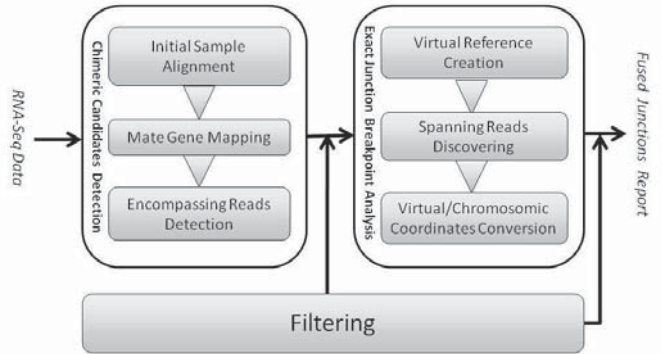 RNA-Seq Data
Chimeric Candidates Detection
Initial Sample
Alignment
Mate Gene Mapping
Encompassing Reads
Detection
Exact Junction Breakpoint Analysis
Virtual Reference
Creation
Spanning Reads
Discovering
Virtual/Chromosomic
Coordinates Conversion
Fused Junctions Report
Filtering